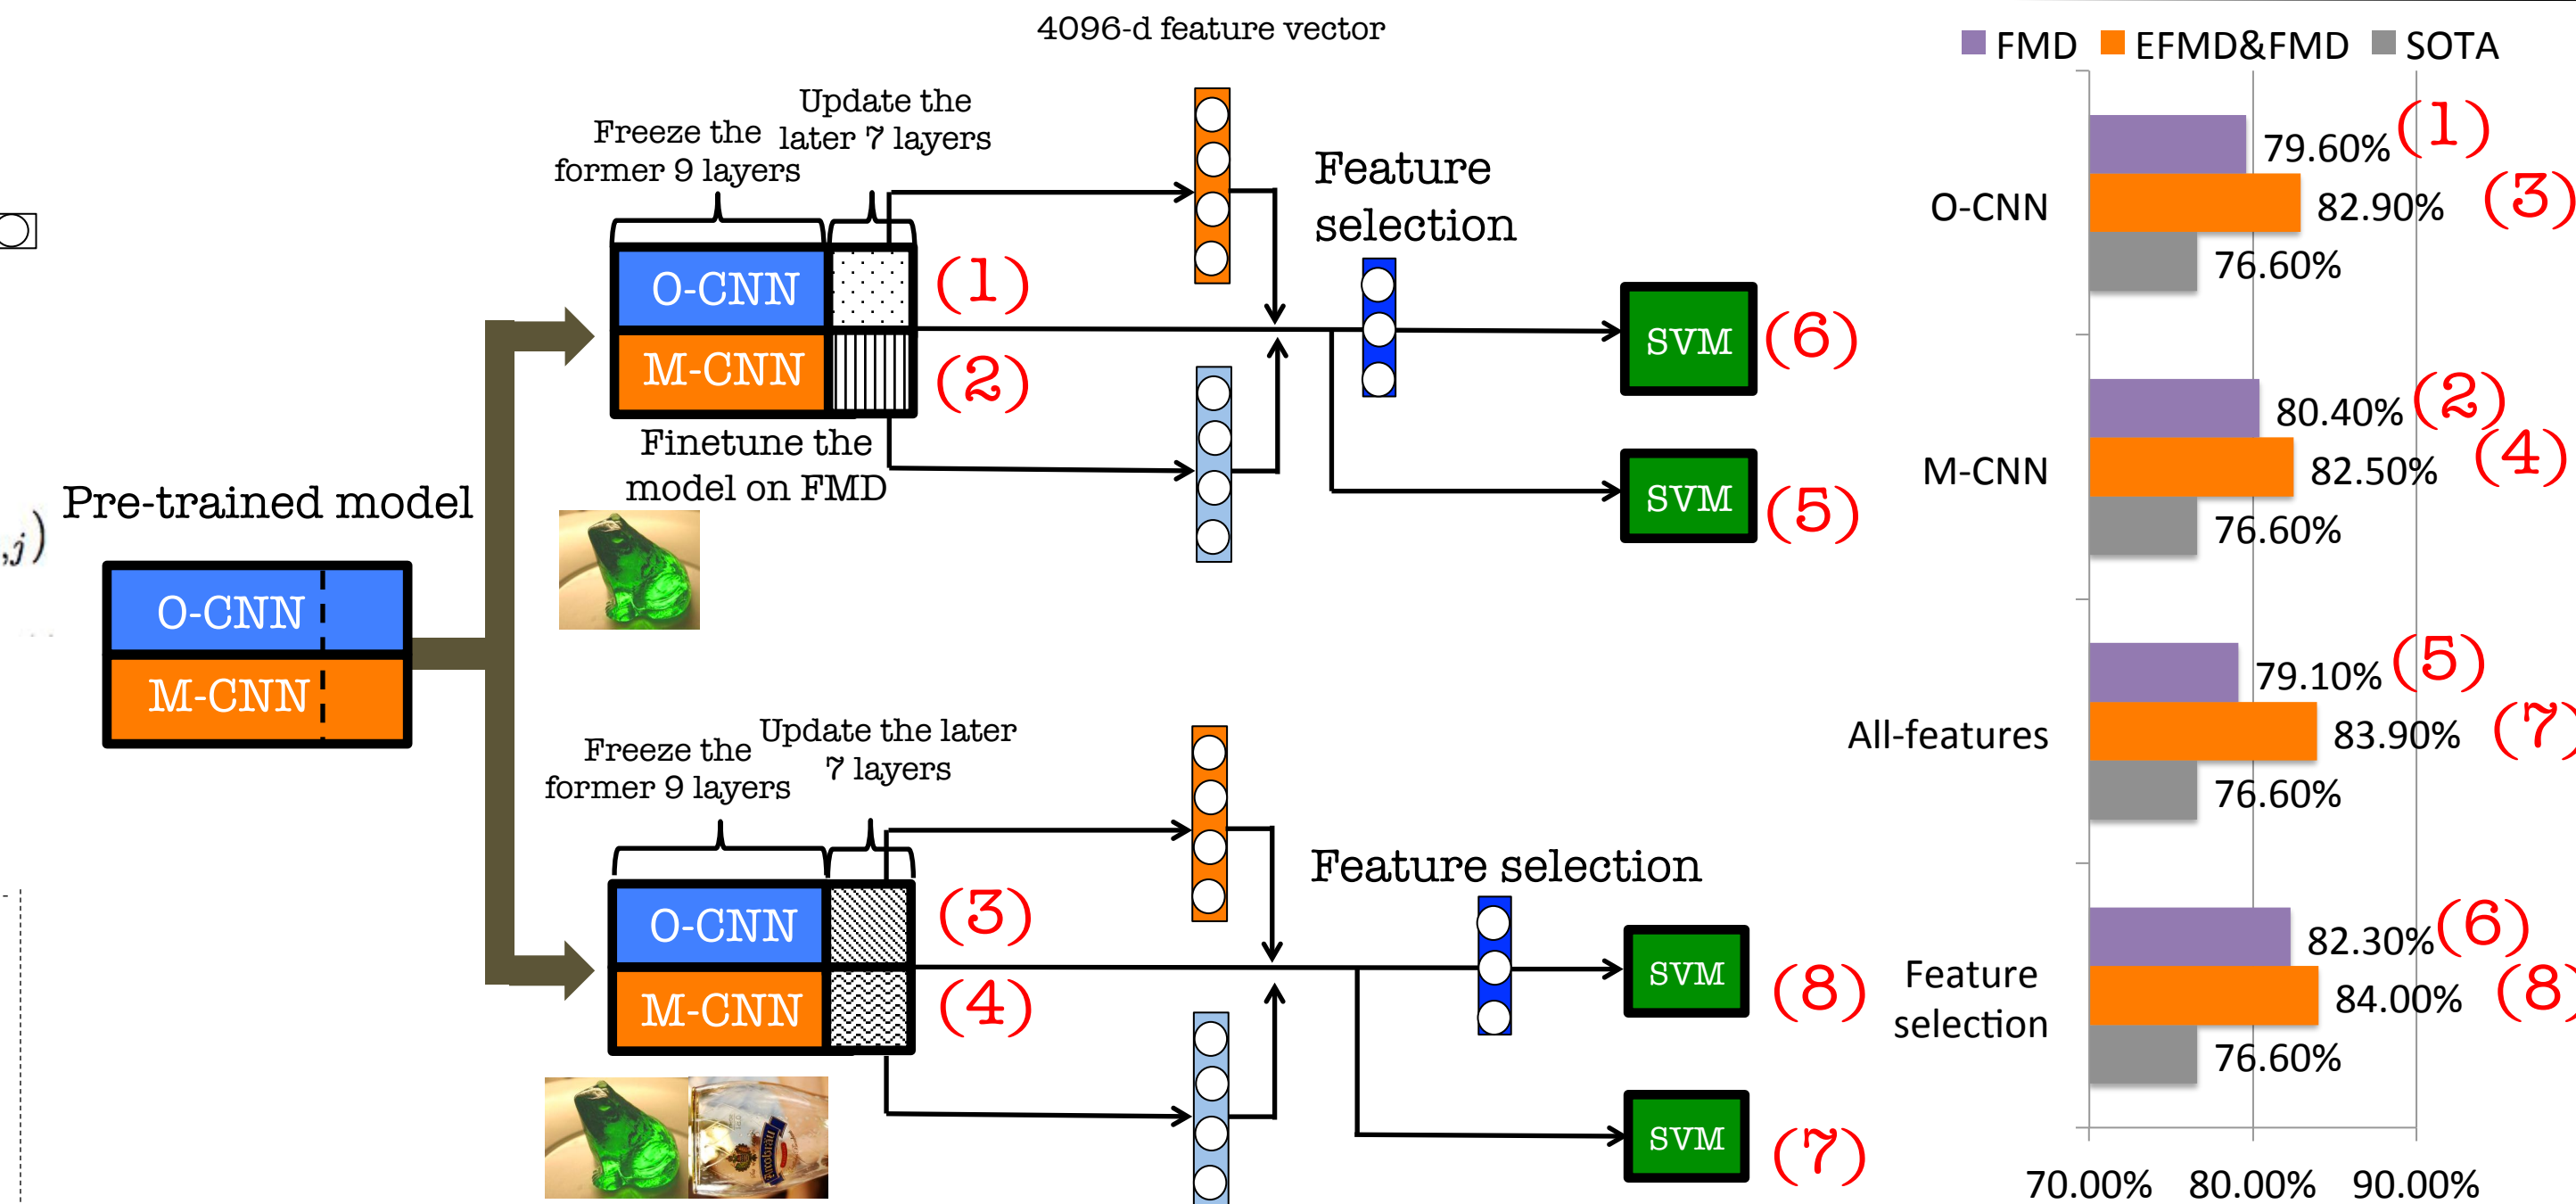 4096-d feature vector
Freeze the
former 9 layers
Update the
later 7 layers
O-CNN
M-CNN
(1)
(2)
Finetune the
model on FMD
Feature
selection
SVM
(6)
SVM
(5)
,j)
Pre-trained model
O-CNN
M-CNN
Freeze the
former 9 layers
Update the later
7 layers
O-CNN
M-CNN
(3)
(4)
Feature selection
SVM
(8)
SVM
(7)
FMD EFMD&FMD SOTA
O-CNN
79.60% (1)
82.90% (3)
76.60%
M-CNN
80.40% (2)
82.50% (4)
76.60%
All-features
79.10% (5)
83.90% (7)
76.60%
Feature
selection
82.30% (6)
84.00% (8)
76.60%
70.00% 80.00% 90.00%